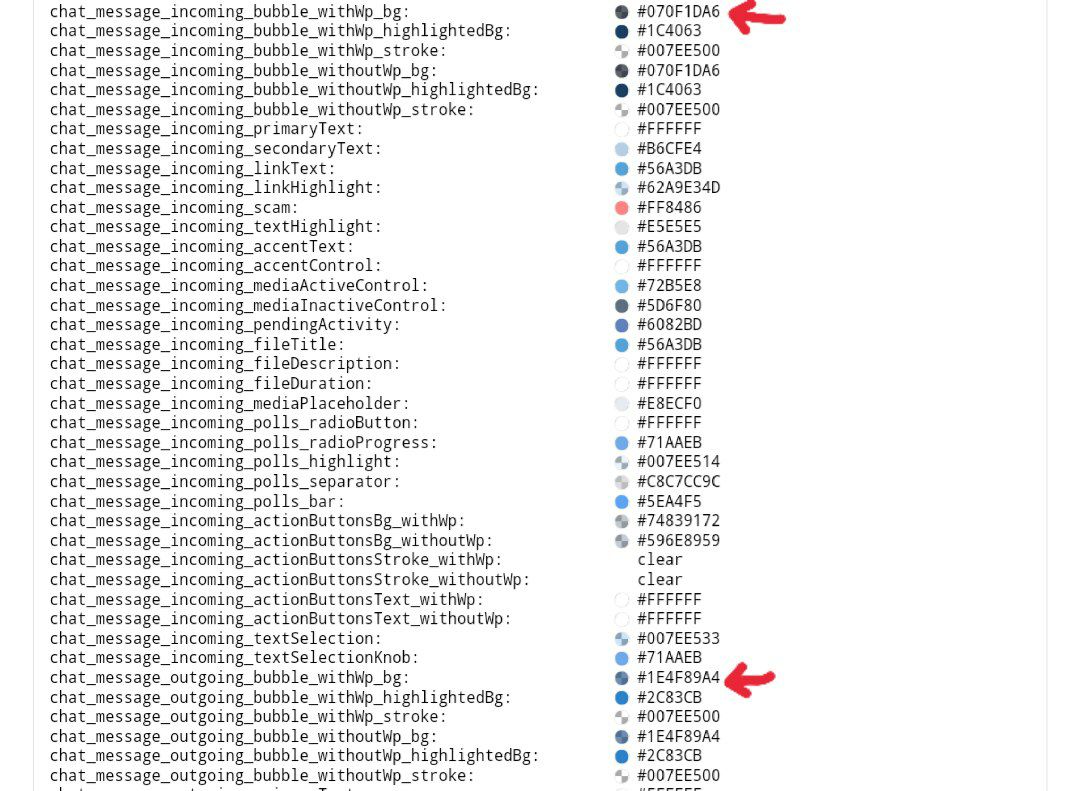 chat_message_incoming_bubble_withWp_bg: #070F1DA6
chat_message_incoming_bubble_withWp_highlightedBg: #1C4063
chat_message_incoming_bubble_withWp_stroke: #007EE500
chat_message_incoming_bubble_withoutWp_bg: #070F1DA6
chat_message_incoming_bubble_withoutWp_highlightedBg: #1C4063
chat_message_incoming_bubble_withoutWp_stroke: #007EE500
chat_message_incoming_primaryText: #FFFFFF
chat_message_incoming_secondaryText: #B6CFE4
chat_message_incoming_linkText: #56A3DB
chat_message_incoming_linkHighlight: #62A9E34D
chat_message_incoming_scam: #FF8486
chat_message_incoming_textHighlight: #E5E5E5
chat_message_incoming_accentText: #56A3DB
chat_message_incoming_accentControl: #FFFFFF
chat_message_incoming_mediaActiveControl: #72B5E8
chat_message_incoming_mediaInactiveControl: #5D6F80
chat_message_incoming_pendingActivity: #6082BD
chat_message_incoming_fileTitle: #56A3DB
chat_message_incoming_fileDescription: #FFFFFF
chat_message_incoming_fileDuration: #FFFFFF
chat_message_incoming_mediaPlaceholder: #E8ECF0
chat_message_incoming_polls_radioButton: #FFFFFF
chat_message_incoming_polls_radioProgress: #71AAEB
chat_message_incoming_polls_highlight: #007EE514
chat_message_incoming_polls_separator: #C8C7CC9C
chat_message_incoming_polls_bar: #5EA4F5
chat_message_incoming_actionButtonsBg_withWp: #74839172
chat_message_incoming_actionButtonsBg_withoutWp: #596E8959
chat_message_incoming_actionButtonsStroke_withWp: clear
chat_message_incoming_actionButtonsStroke_withoutWp: clear
chat_message_incoming_actionButtonsText_withWp: #FFFFFF
chat_message_incoming_actionButtonsText_withoutWp: #FFFFFF
chat_message_incoming_textSelection: #007EE533
chat_message_incoming_textSelectionKnob: #71AAEB
chat_message_outgoing_bubble_withWp_bg: #1E4F89A4
chat_message_outgoing_bubble_withWp_highlightedBg: #2C83CB
chat_message_outgoing_bubble_withWp_stroke: #007EE500
chat_message_outgoing_bubble_withoutWp_bg: #1E4F89A4
chat_message_outgoing_bubble_withoutWp_highlightedBg: #2C83CB
chat_message_outgoing_bubble_withoutWp_stroke: #007EE500